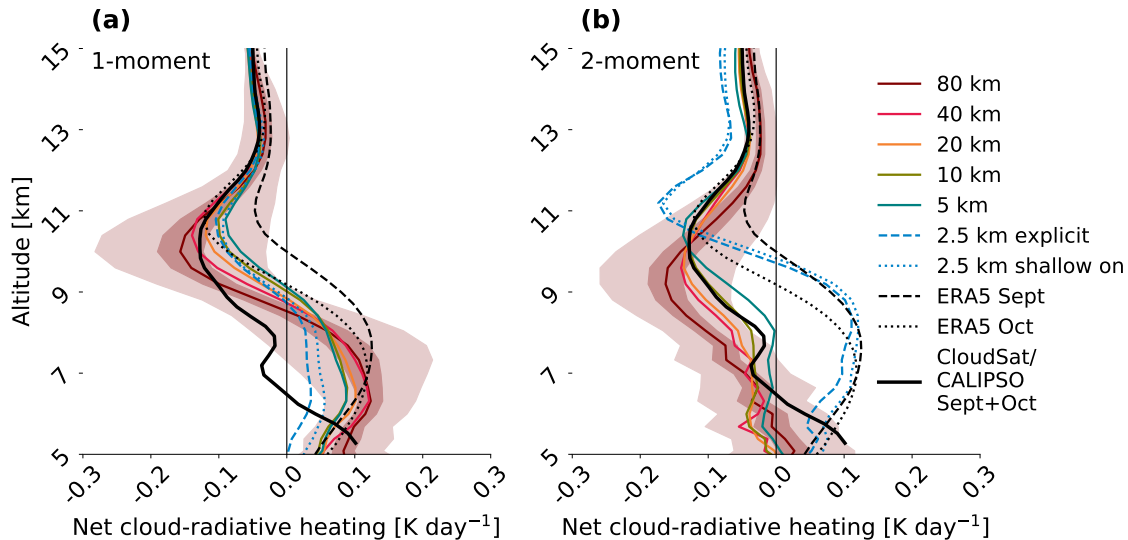 (a)
(b)
1-moment
2-moment
15
13
11
9
7
5
Altitude [km]
-0.3
-0.2
-0.1
0.0
0.1
0.2
0.3
Net cloud-radiative heating [K day⁻¹]
15
13
11
9
7
5
-0.3
-0.2
-0.1
0.0
0.1
0.2
0.3
Net cloud-radiative heating [K day⁻¹]
80 km
40 km
20 km
10 km
5 km
2.5 km explicit
2.5 km shallow on
ERA5 Sept
ERA5 Oct
CloudSat/
CALIPSO
Sept+Oct